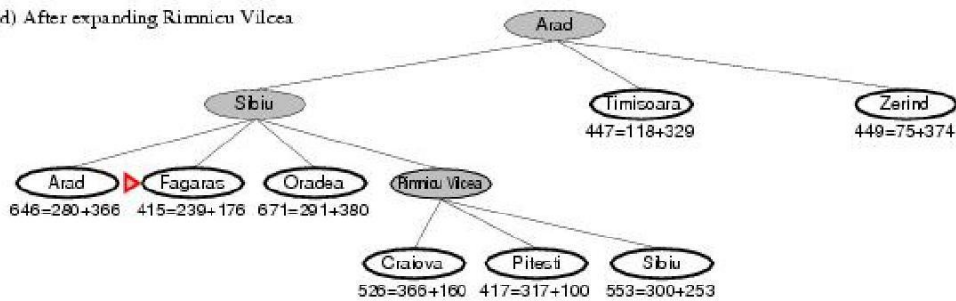 d) After expanding Rimnicu Vilcea
Arad
Sibiu
Timisoara
Zerind
447=118+329
449=75+374
Arad
Fagaras
Oradea
Rimnicu Vilcea
646=280+366
415=239+176
671=291+380
Craiova
Pitesti
Sibiu
526=366+160
417=317+100
553=300+253